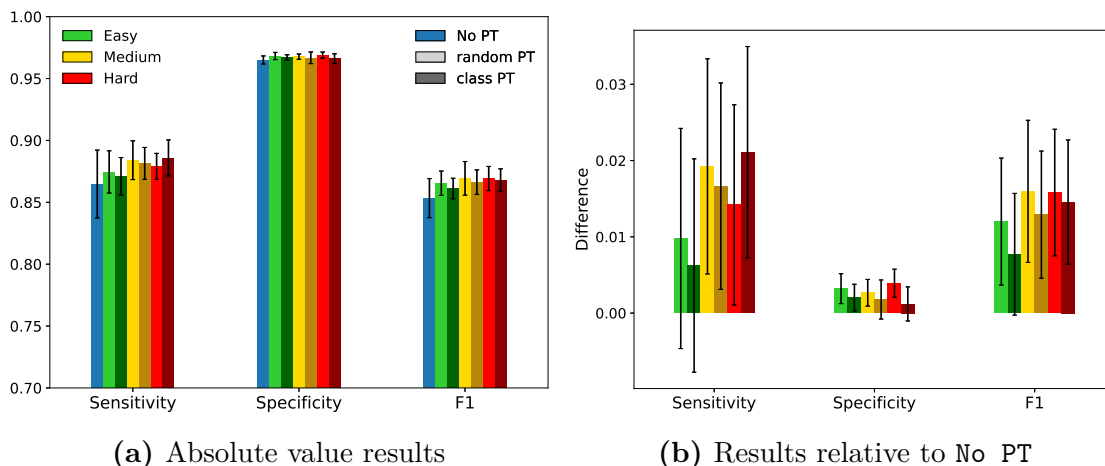 1.00
0.95
0.90
0.85
0.80
0.75
0.70
Easy
Medium
Hard
No PT
random PT
class PT
Sensitivity
Specificity
F1
(a) Absolute value results
Difference
0.03
0.02
0.01
0.00
Sensitivity
Specificity
F1
(b) Results relative to No PT